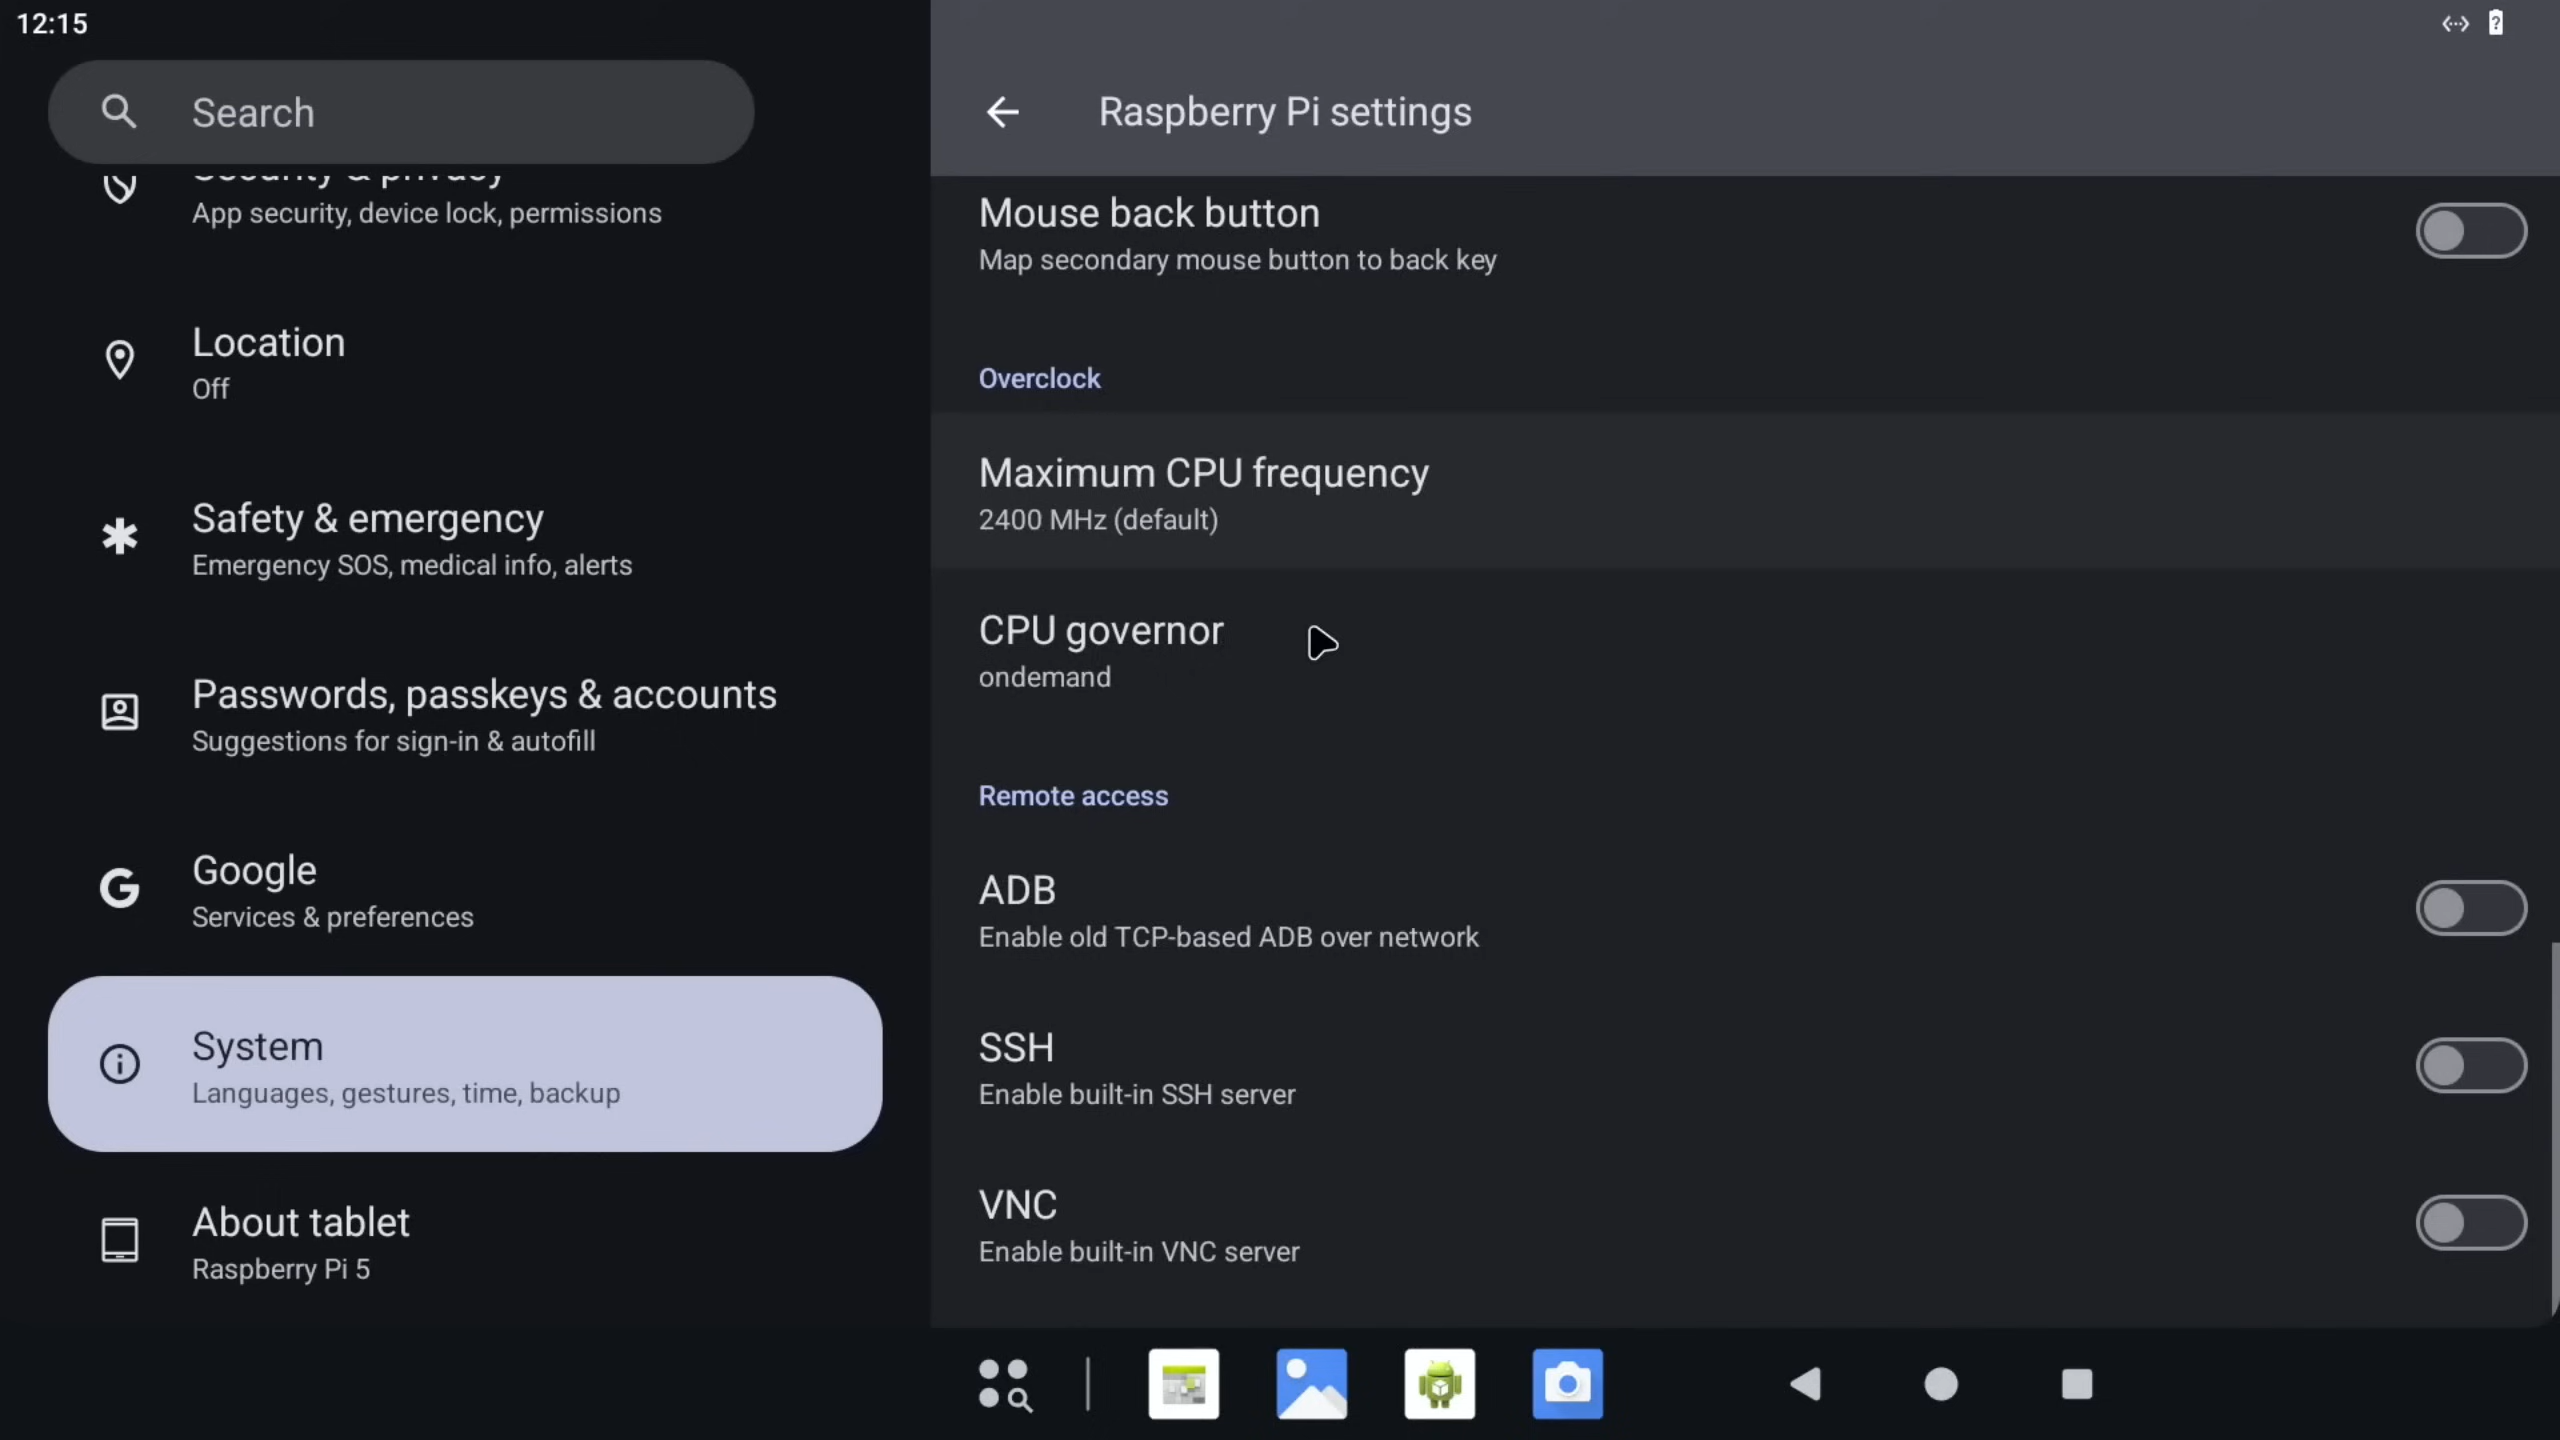 12:15
Search
Security & privacy
App security, device lock, permissions
Location
Off
Safety & emergency
Emergency SOS, medical info, alerts
Passwords, passkeys & accounts
Suggestions for sign-in & autofill
Google
Services & preferences
System
Languages, gestures, time, backup
About tablet
Raspberry Pi 5
Raspberry Pi settings
Mouse back button
Map secondary mouse button to back key
Overclock
Maximum CPU frequency
2400 MHz (default)
CPU governor
ondemand
Remote access
ADB
Enable old TCP-based ADB over network
SSH
Enable built-in SSH server
VNC
Enable built-in VNC server